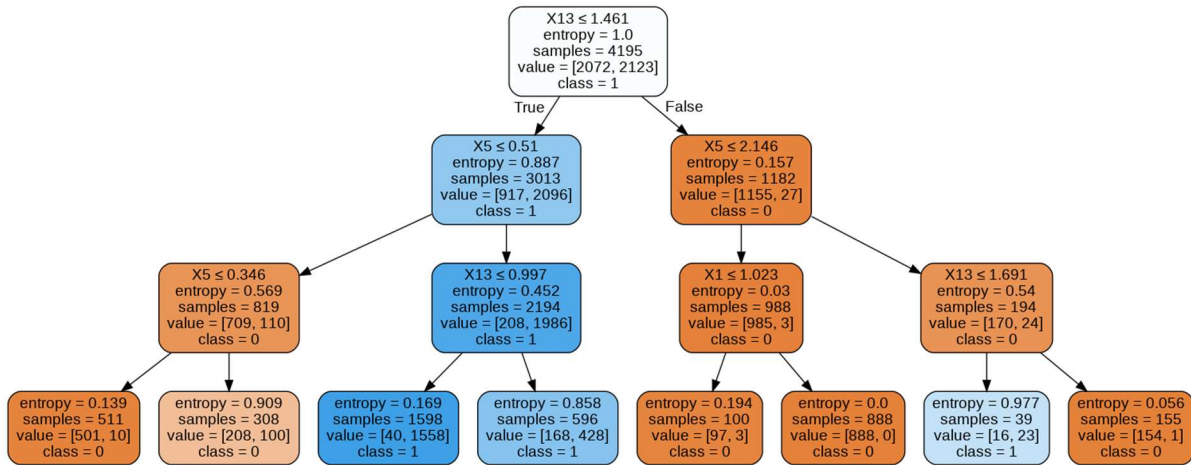 X13 ≤ 1.461
entropy = 1.0
samples = 4195
value = [2072, 2123]
class = 1
True
False
X5 ≤ 0.51
entropy = 0.887
samples = 3013
value = [917, 2096]
class = 1
X5 ≤ 2.146
entropy = 0.157
samples = 1182
value = [1155, 27]
class = 0
X5 ≤ 0.346
entropy = 0.569
samples = 819
value = [709, 110]
class = 0
X13 ≤ 0.997
entropy = 0.452
samples = 2194
value = [208, 1986]
class = 1
X1 ≤ 1.023
entropy = 0.03
samples = 988
value = [985, 3]
class = 0
X13 ≤ 1.691
entropy = 0.54
samples = 194
value = [170, 24]
class = 0
entropy = 0.139
samples = 511
value = [501, 10]
class = 0
entropy = 0.909
samples = 308
value = [208, 100]
class = 0
entropy = 0.169
samples = 1598
value = [40, 1558]
class = 1
entropy = 0.858
samples = 596
value = [168, 428]
class = 1
entropy = 0.194
samples = 100
value = [97, 3]
class = 0
entropy = 0.0
samples = 888
value = [888, 0]
class = 0
entropy = 0.977
samples = 39
value = [16, 23]
class = 1
entropy = 0.056
samples = 155
value = [154, 1]
class = 0